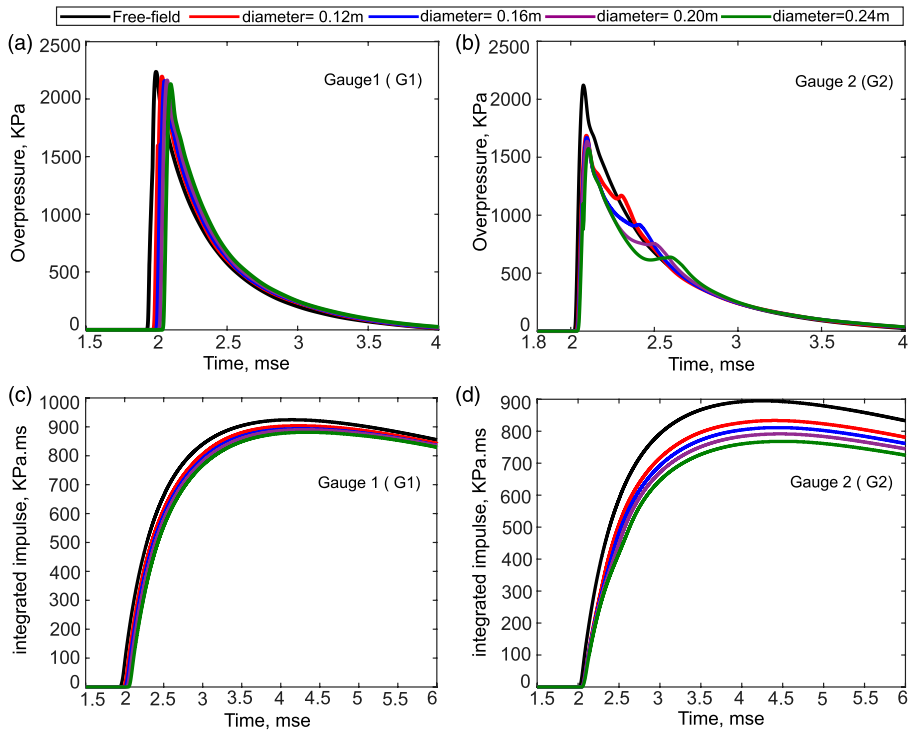 Free-field diameter= 0.12m diameter= 0.16m diameter= 0.20m diameter=0.24m
(a)
2500
2000
1500
1000
500
0
Overpressure, KPa
Gauge1 ( G1)
1.5 2 2.5 3 3.5 4
Time, mse
(b)
2500
2000
1500
1000
500
0
Overpressure, KPa
Gauge 2 (G2)
1.8 2 2.5 3 3.5 4
Time, mse
(c)
1000
900
800
700
600
500
400
300
200
100
0
integrated impulse, KPa.ms
Gauge 1 ( G1)
1.5 2 2.5 3 3.5 4 4.5 5 5.5 6
Time, mse
(d)
900
800
700
600
500
400
300
200
100
0
integrated impulse, KPa.ms
Gauge 2 ( G2)
1.5 2 2.5 3 3.5 4 4.5 5 5.5 6
Time, mse